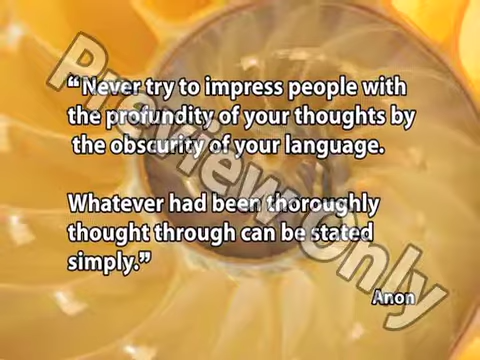 “Never try to impress people with
the profundity of your thoughts by
the obscurity of your language.
Whatever had been thoroughly
thought through can be stated
simply.”
Anon
Preview Only